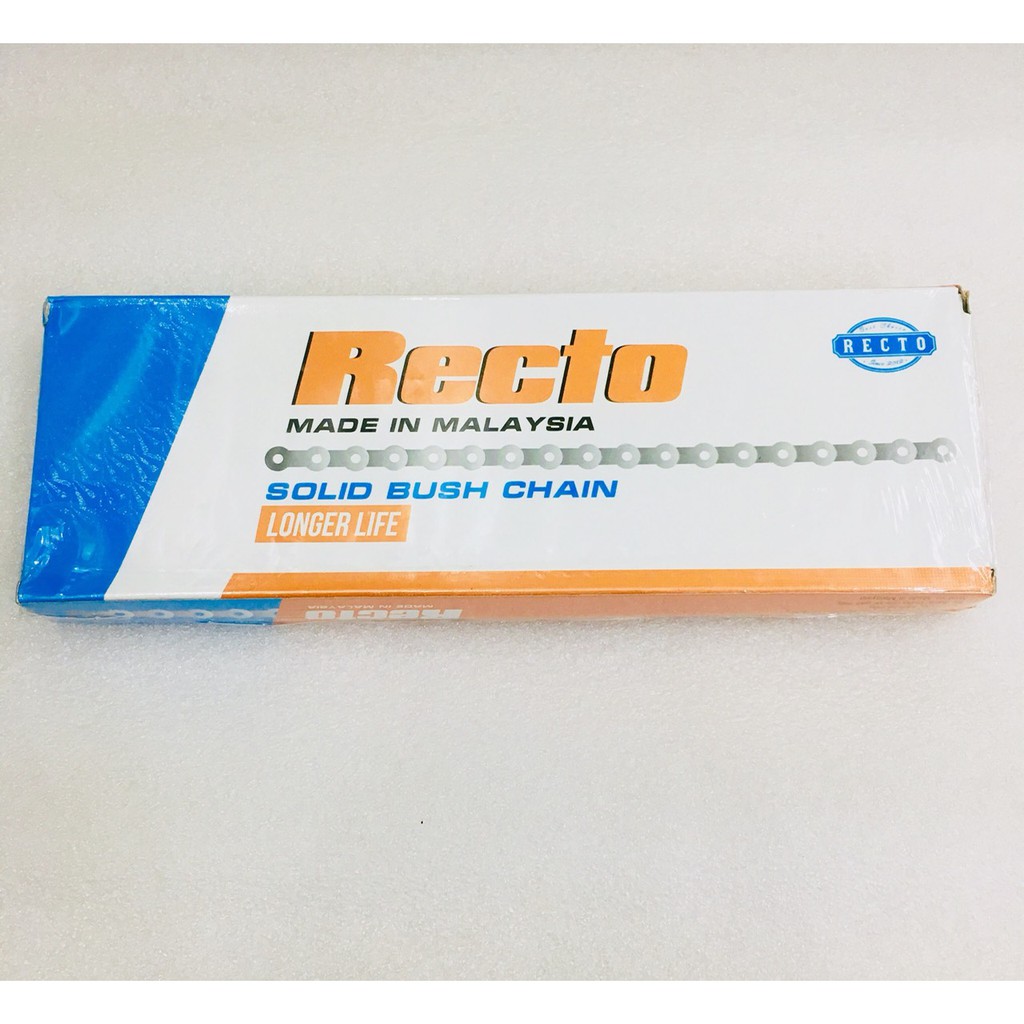 Recto
MADE IN MALAYSIA
SOLID BUSH CHAIN
LONGER LIFE
RECTO
Recto
MADE IN MALAYSIA